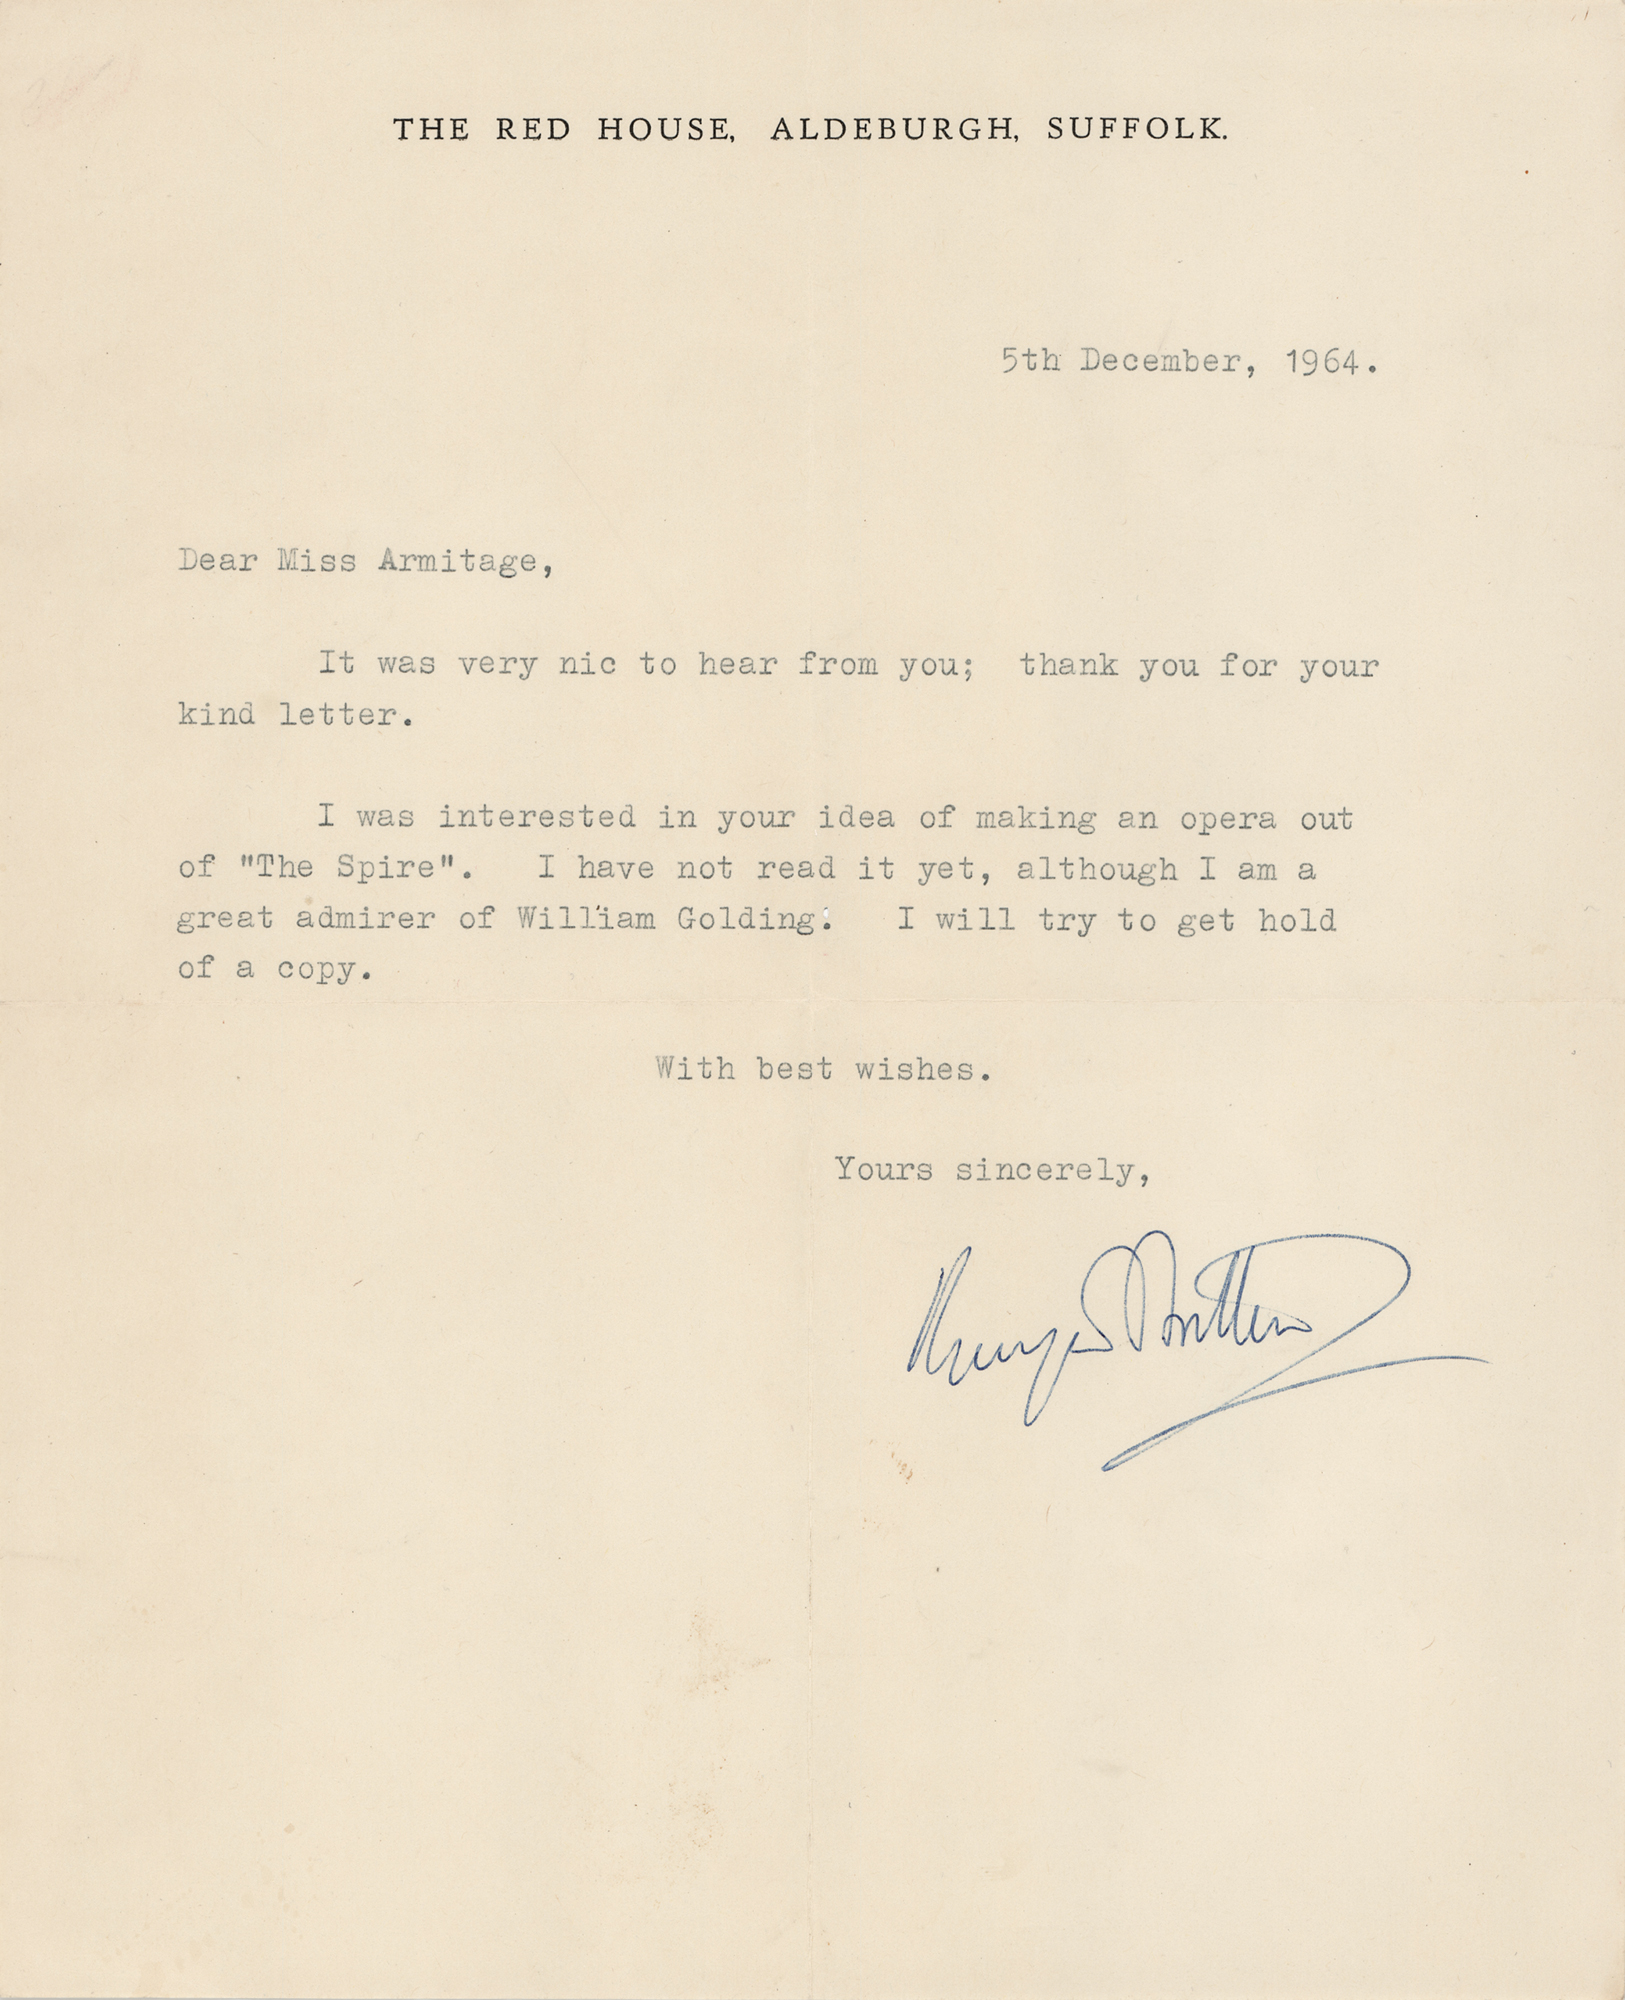 THE RED HOUSE, ALDEBURGH, SUFFOLK.
5th December, 1964.
Dear Miss Armitage,
It was very nic to hear from you; thank you for your
kind letter.
I was interested in your idea of making an opera out
of "The Spire". I have not read it yet, although I am a
great admirer of William Golding. I will try to get hold
of a copy.
With best wishes.
Yours sincerely,
Benjamin Britten